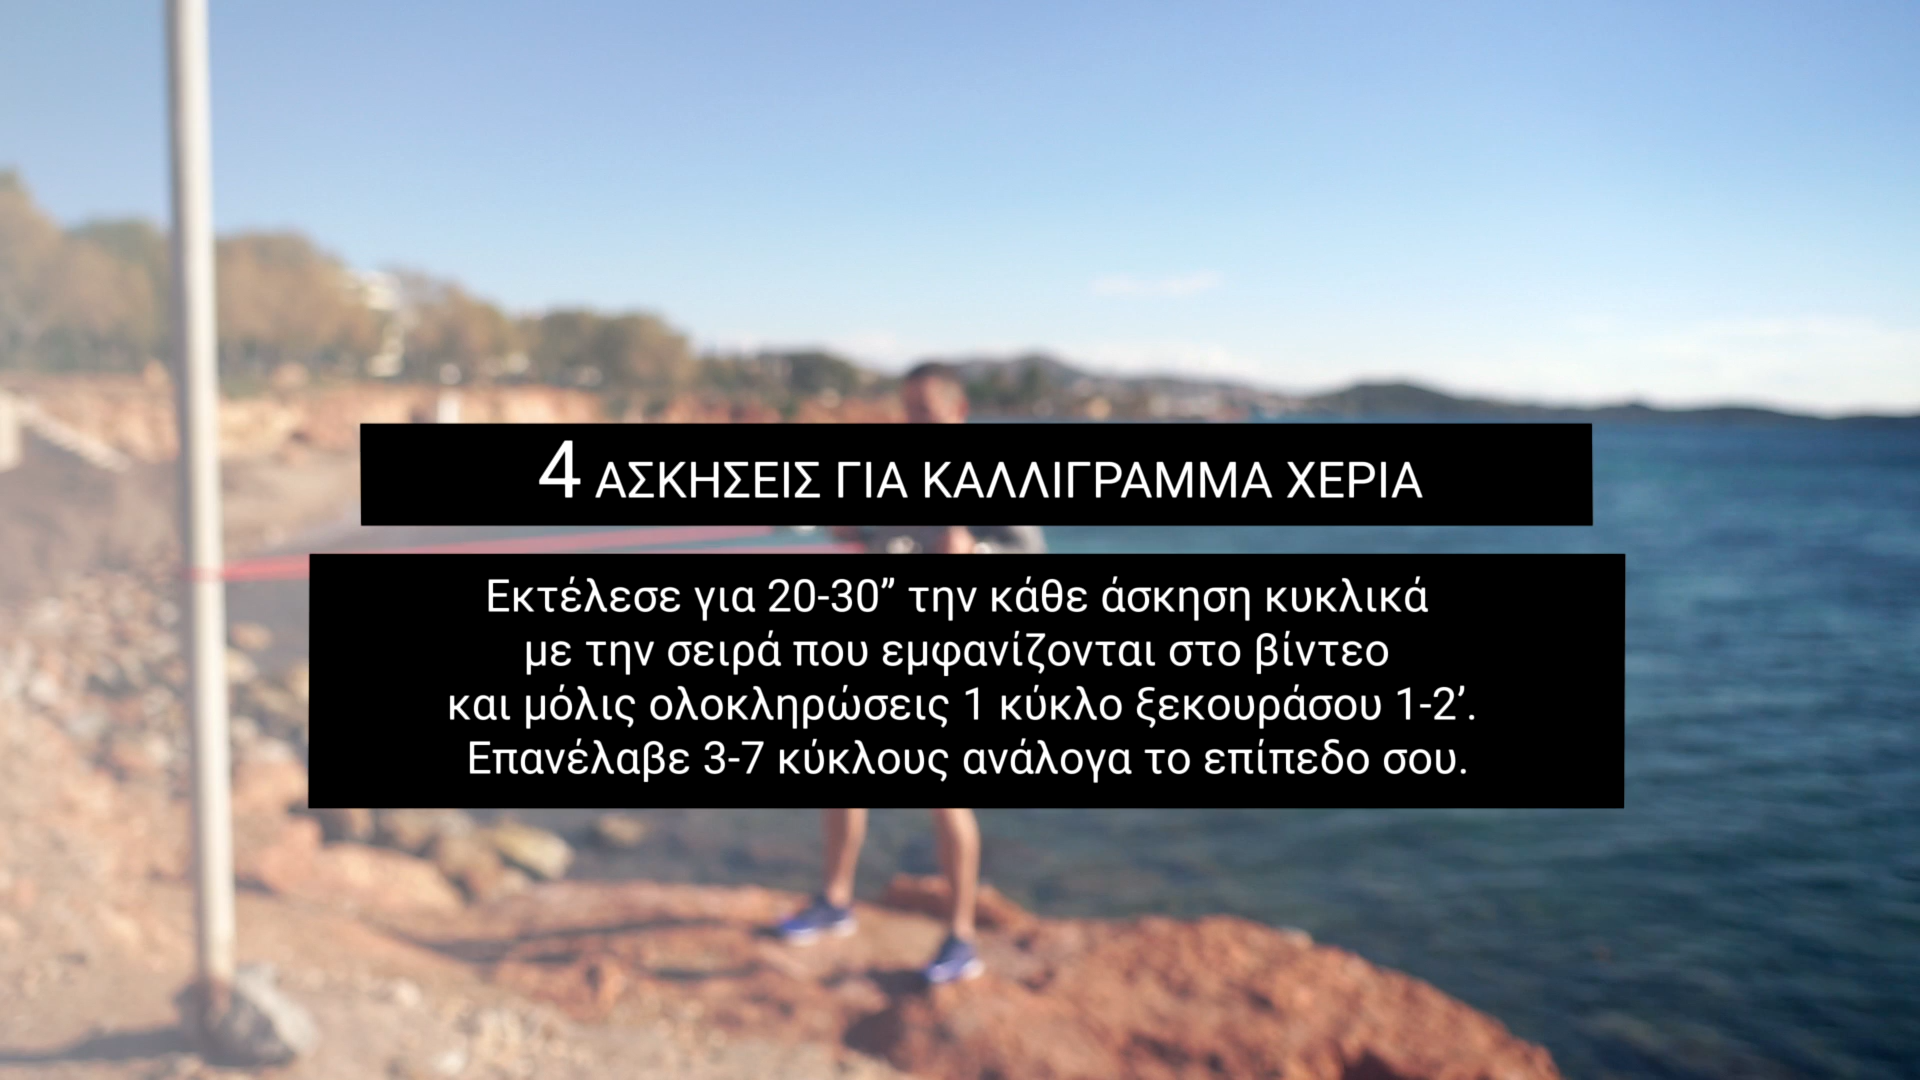 4 ΑΣΚΗΣΕΙΣ ΓΙΑ ΚΑΛΛΙΓΡΑΜΜΑ ΧΕΡΙΑ
Εκτέλεσε για 20-30” την κάθε άσκηση κυκλικά
με την σειρά που εμφανίζονται στο βίντεο
και μόλις ολοκληρώσεις 1 κύκλο ξεκουράσου 1-2’.
Επανέλαβε 3-7 κύκλους ανάλογα το επίπεδο σου.